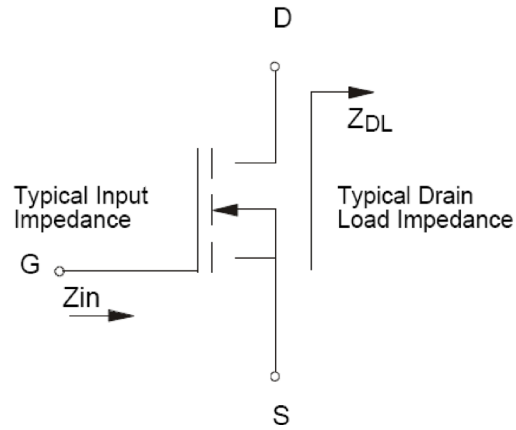 D
ZDL
Typical Input
Impedance
Typical Drain
Load Impedance
G
Zin
S